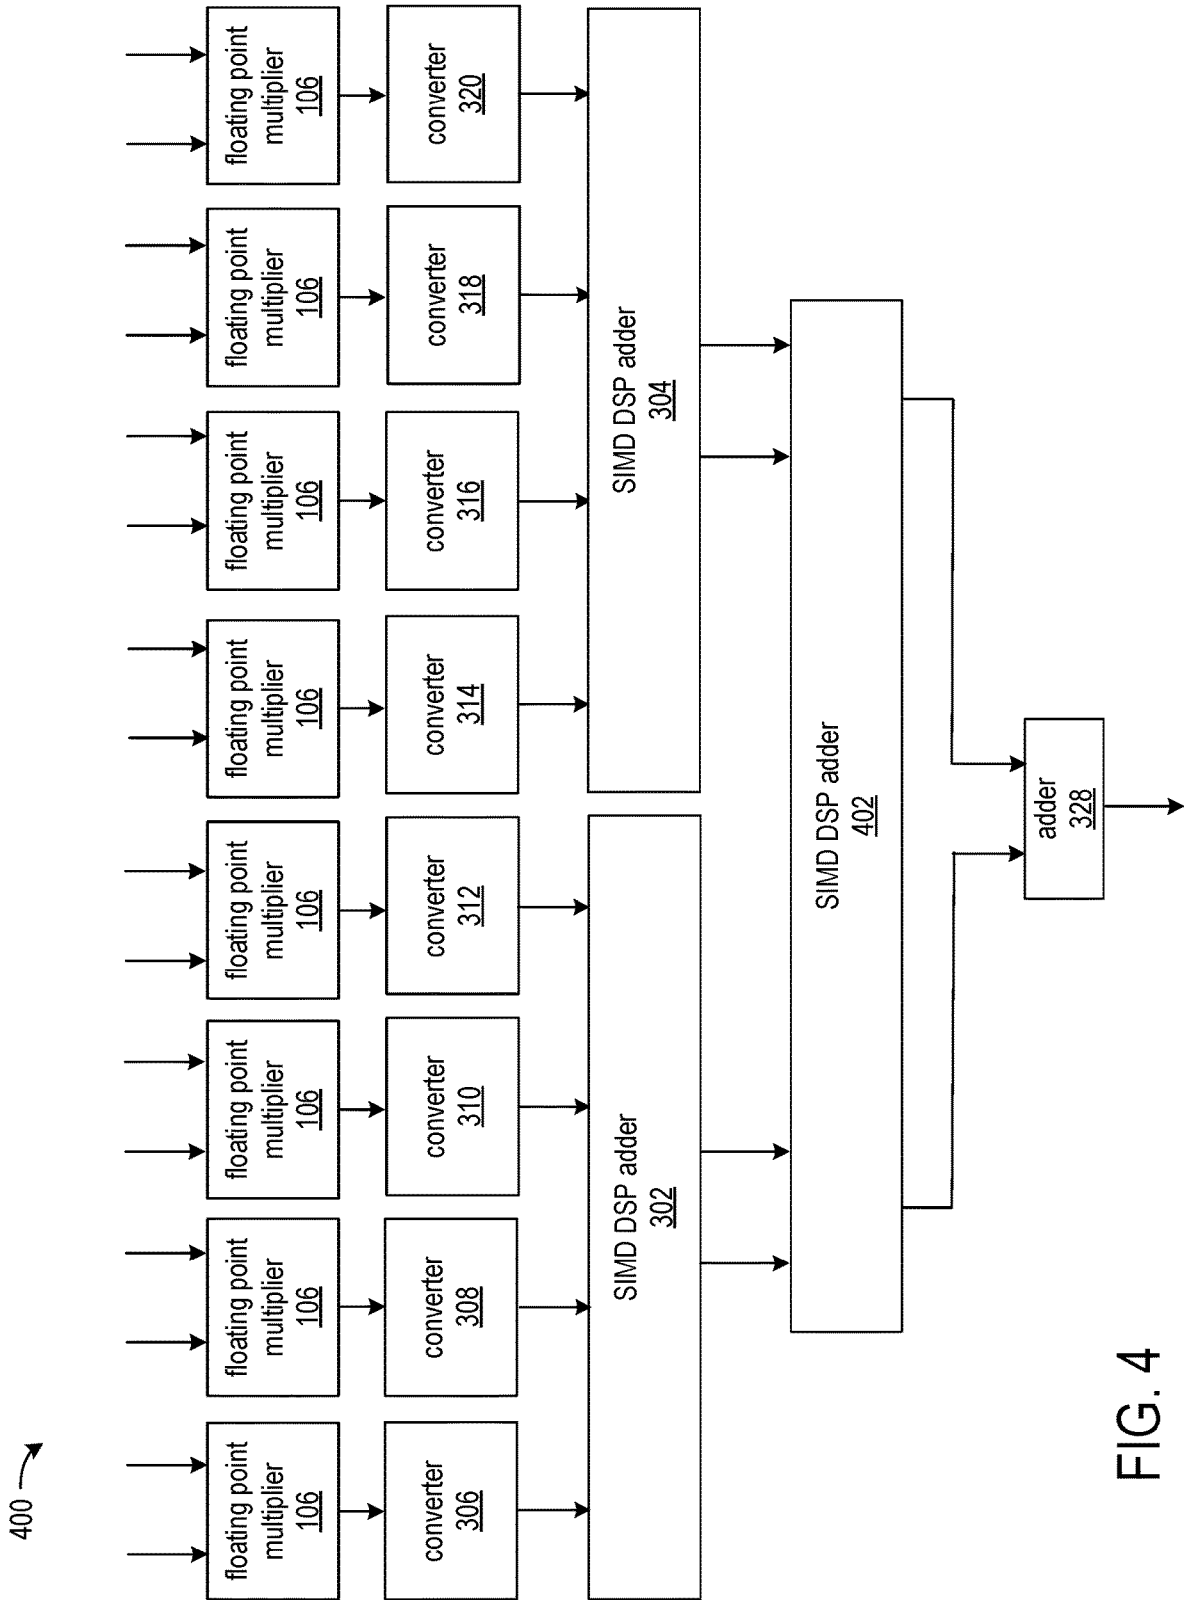 400
floating point
multiplier
106
floating point
multiplier
106
floating point
multiplier
106
floating point
multiplier
106
floating point
multiplier
106
floating point
multiplier
106
floating point
multiplier
106
floating point
multiplier
106
converter
306
converter
308
converter
310
converter
312
converter
314
converter
316
converter
318
converter
320
SIMD DSP adder
302
SIMD DSP adder
304
SIMD DSP adder
402
adder
328
FIG. 4